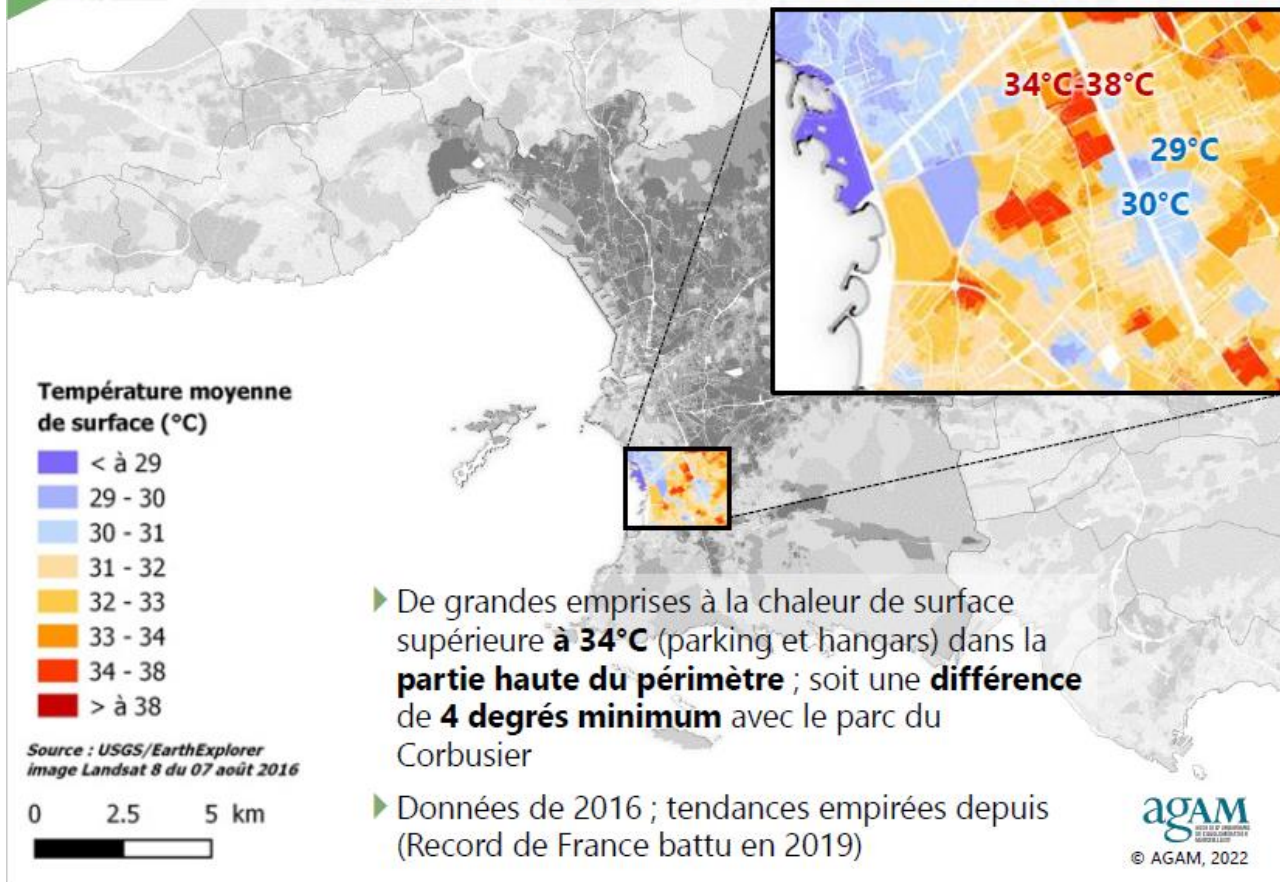 34°C-38°C
29°C
30°C
Température moyenne
de surface (°C)
< à 29
29 - 30
30 - 31
31 - 32
32 - 33
33 - 34
34 - 38
> à 38
Source : USGS/EarthExplorer
image Landsat 8 du 07 août 2016
0 2.5 5 km
De grandes emprises à la chaleur de surface
supérieure à 34°C (parking et hangars) dans la
partie haute du périmètre ; soit une différence
de 4 degrés minimum avec le parc du
Corbusier
Données de 2016 ; tendances empirées depuis
(Record de France battu en 2019)
agAM
© AGAM, 2022